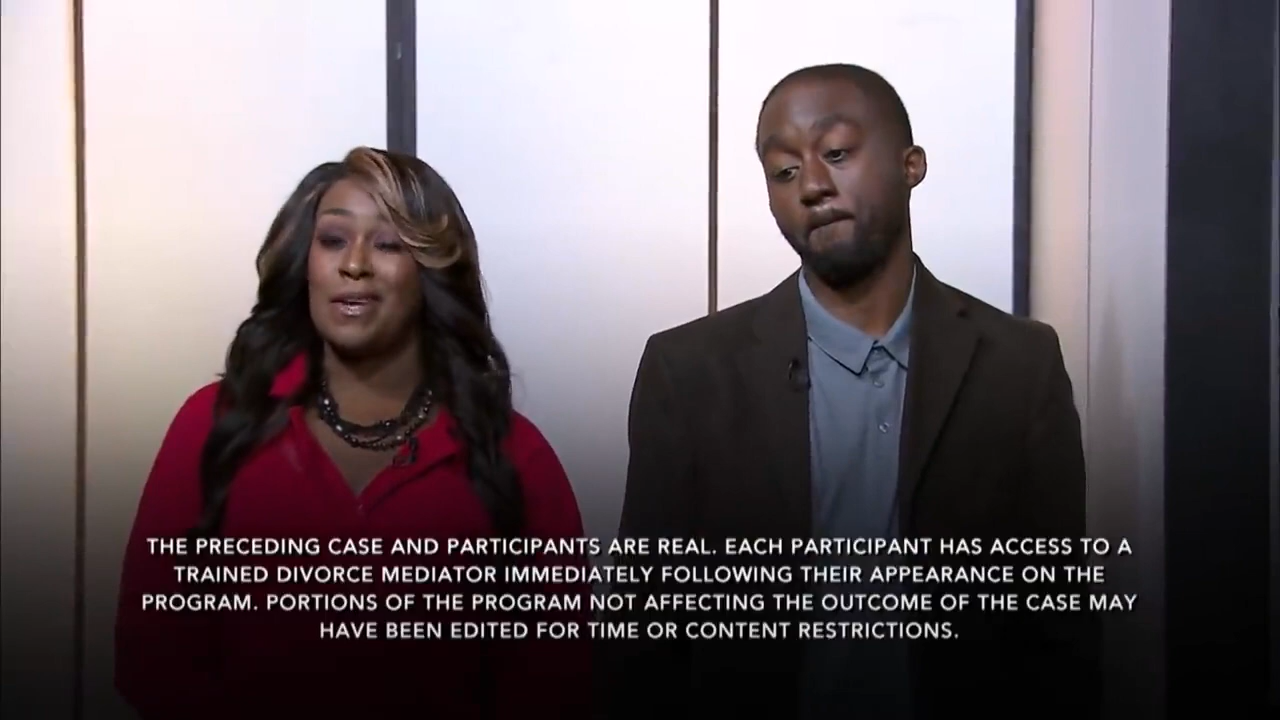 THE PRECEDING CASE AND PARTICIPANTS ARE REAL. EACH PARTICIPANT HAS ACCESS TO A
TRAINED DIVORCE MEDIATOR IMMEDIATELY FOLLOWING THEIR APPEARANCE ON THE
PROGRAM. PORTIONS OF THE PROGRAM NOT AFFECTING THE OUTCOME OF THE CASE MAY
HAVE BEEN EDITED FOR TIME OR CONTENT RESTRICTIONS.